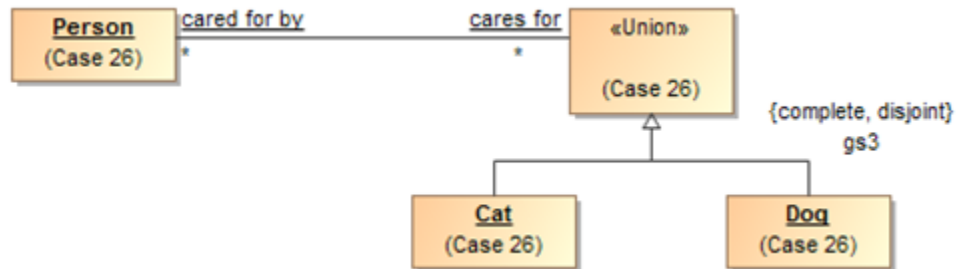 Person
(Case 26)
cared for by
*
cares for
*
«Union»
(Case 26)
{complete, disjoint}
gs3
Cat
(Case 26)
Dog
(Case 26)